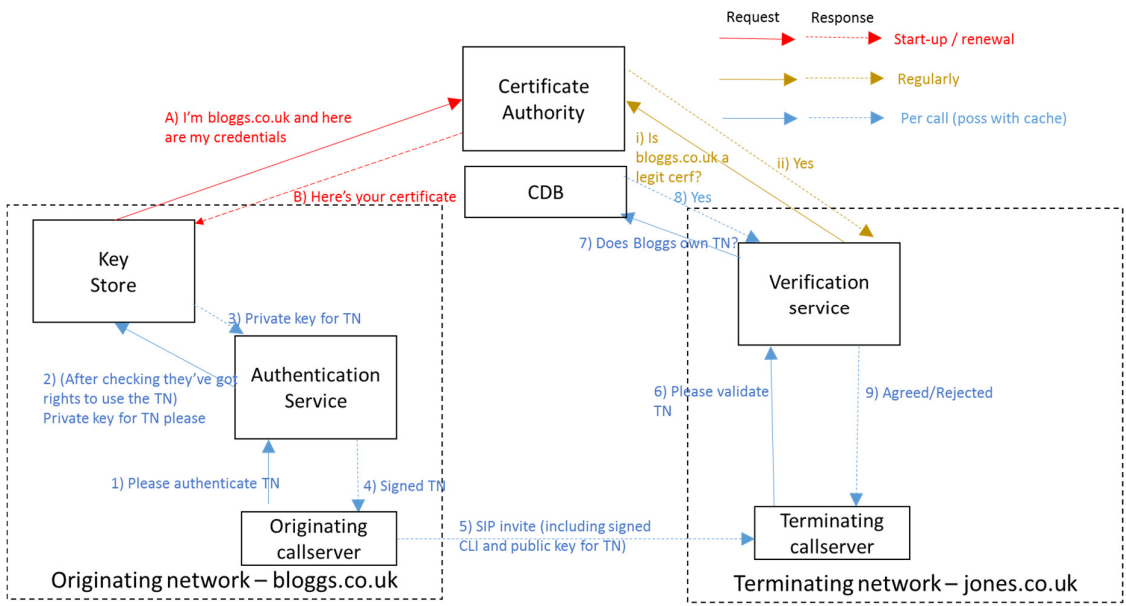 Request
Response
Start-up / renewal
Regularly
Per call (poss with cache)
Certificate
Authority
A) I'm bloggs.co.uk and here
are my credentials
i) Is
bloggs.co.uk a
legit cerf?
ii) Yes
B) Here's your certificate
CDB
8) Yes
7) Does Bloggs own TN?
Key
Store
Verification
service
3) Private key for TN
2) (After checking they've got
rights to use the TN)
Private key for TN please
Authentication
Service
6) Please validate
TN
9) Agreed/Rejected
1) Please authenticate TN
4) Signed TN
Originating
callserver
5) SIP invite (including signed
CLI and public key for TN)
Terminating
callserver
Originating network – bloggs.co.uk
Terminating network – jones.co.uk